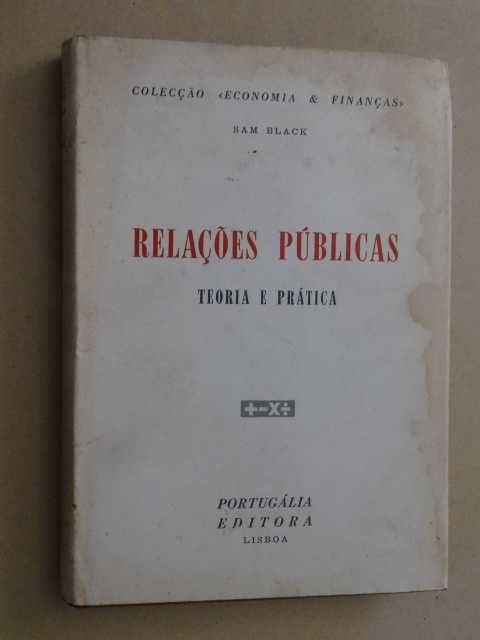 COLECÇÃO «ECONOMIA & FINANÇAS»
SAM BLACK
RELAÇÕES PÚBLICAS
TEORIA E PRÁTICA
+−×÷
PORTUGÁLIA
EDITORA
LISBOA